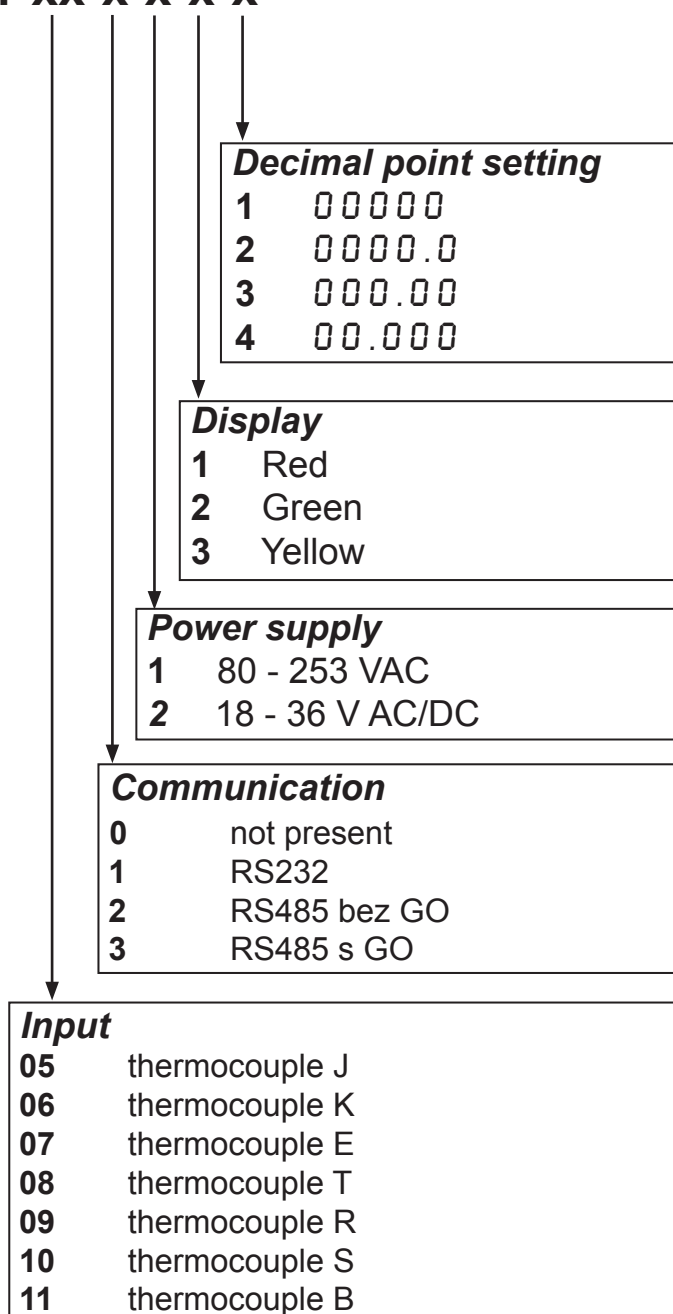 Decimal point setting
1 00000
2 0000.0
3 000.00
4 00.000
Display
1 Red
2 Green
3 Yellow
Power supply
1 80 - 253 VAC
2 18 - 36 V AC/DC
Communication
0 not present
1 RS232
2 RS485 bez GO
3 RS485 s GO
Input
05 thermocouple J
06 thermocouple K
07 thermocouple E
08 thermocouple T
09 thermocouple R
10 thermocouple S
11 thermocouple B